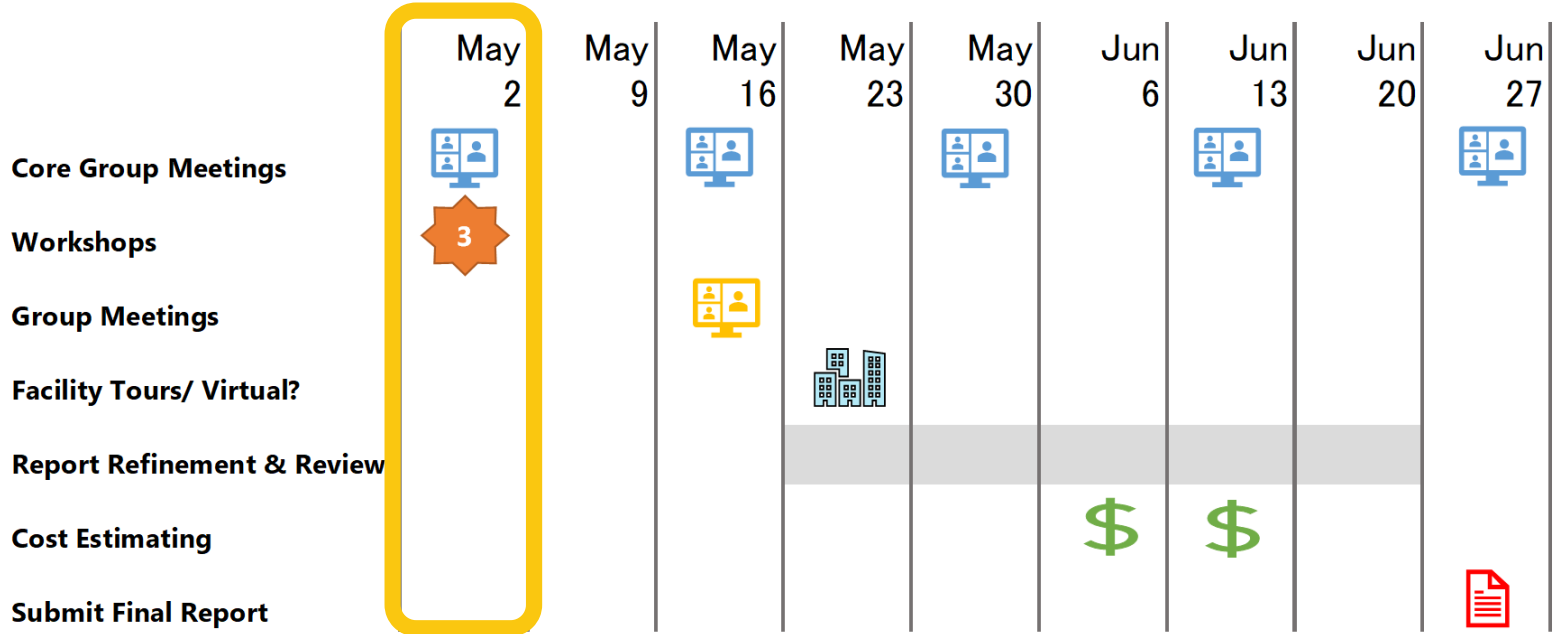 May May May May May Jun Jun Jun Jun
2 9 16 23 30 6 13 20 27
Core Group Meetings
Workshops 3
Group Meetings
Facility Tours/ Virtual?
Report Refinement & Review
Cost Estimating $ $
Submit Final Report